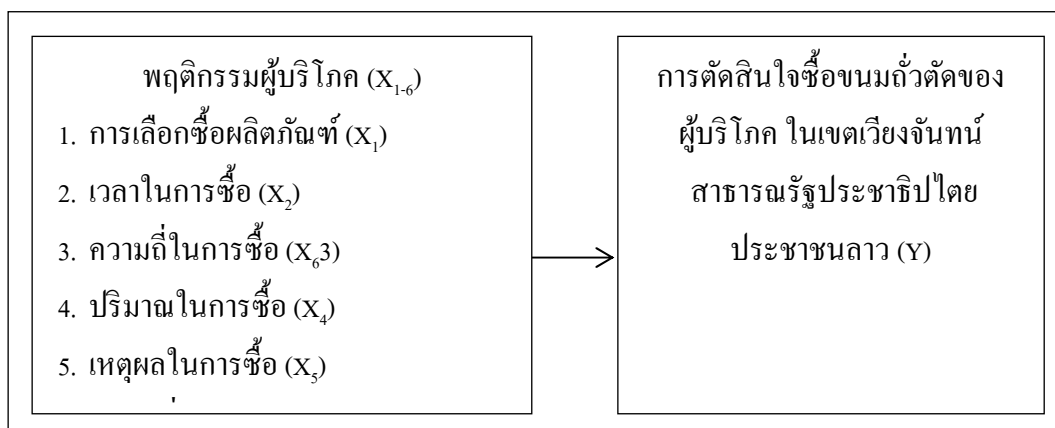 พฤติกรรมผู้บริโภค (X₁₋₆)
1. การเลือกซื้อผลิตภัณฑ์ (X₁)
2. เวลาในการซื้อ (X₂)
3. ความถี่ในการซื้อ (X₆3)
4. ปริมาณในการซื้อ (X₄)
5. เหตุผลในการซื้อ (X₅)
การตัดสินใจซื้อขนมถั่วตัดของ
ผู้บริโภค ในเขตเวียงจันทน์
สาธารณรัฐประชาธิปไตย
ประชาชนลาว (Y)